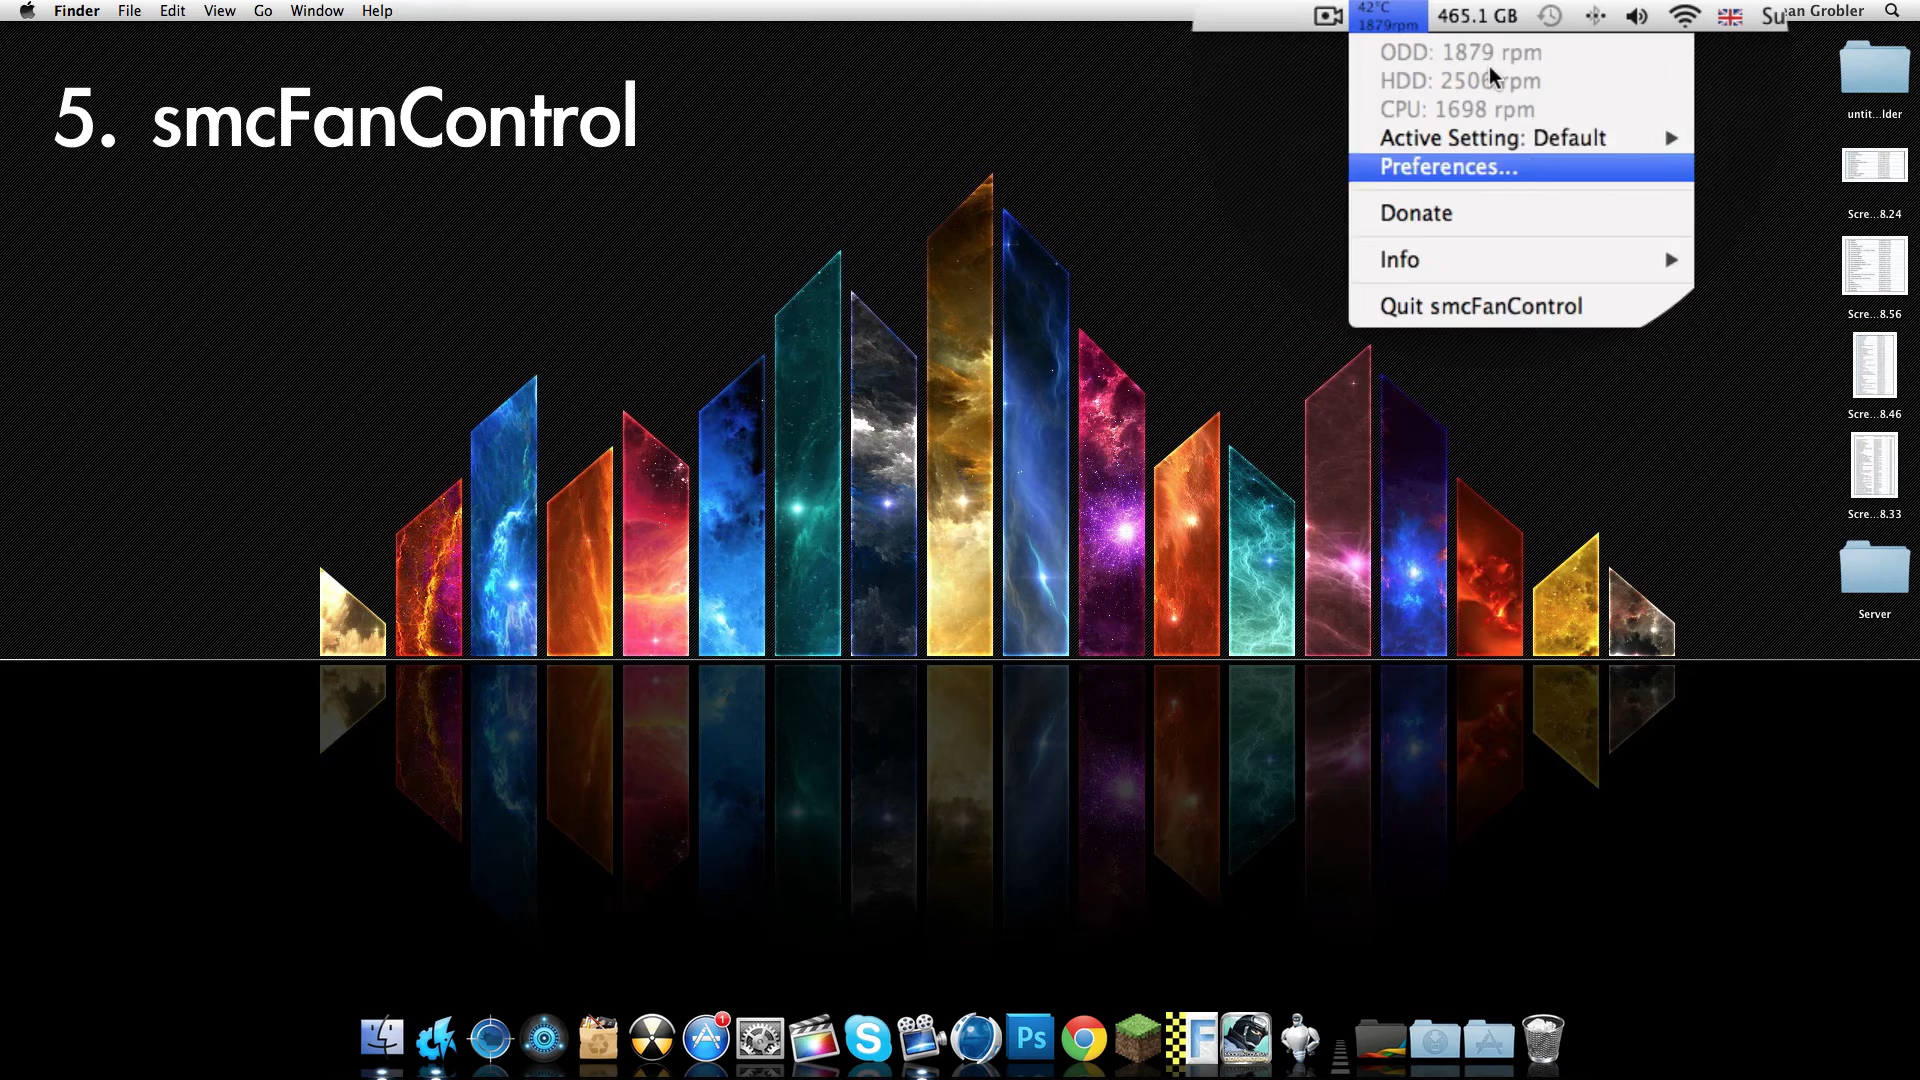 Finder File Edit View Go Window Help
42°C
1879rpm
465.1 GB
Su
an Grobler
5. smcFanControl
ODD: 1879 rpm
HDD: 2506 rpm
CPU: 1698 rpm
Active Setting: Default
Preferences...
Donate
Info
Quit smcFanControl
untit...lder
Scre...8.24
Scre...8.56
Scre...8.46
Scre...8.33
Server
1
Ps
F